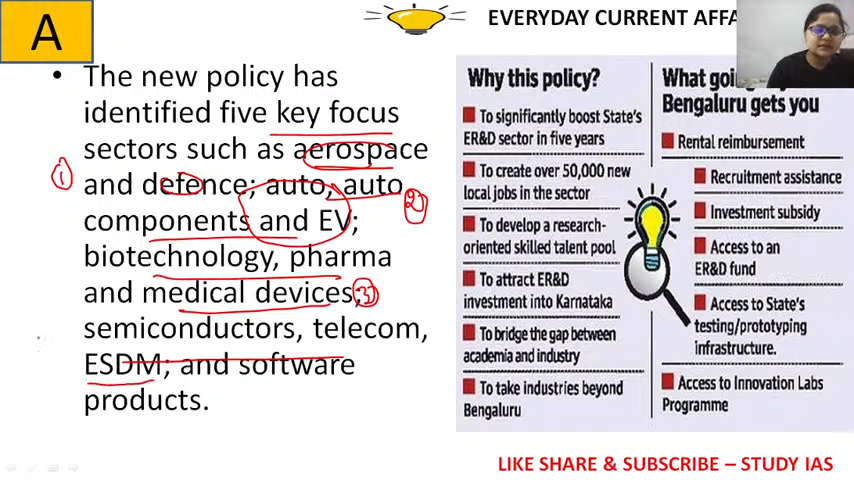 A
EVERYDAY CURRENT AFFA
• The new policy has
identified five key focus
sectors such as aerospace
and defence; auto, auto
components and EV;
biotechnology, pharma
and medical devices;
semiconductors, telecom,
ESDM; and software
products.
1
2
3
Why this policy?
To significantly boost State's
ER&D sector in five years
To create over 50,000 new
local jobs in the sector
To develop a research-
oriented skilled talent pool
To attract ER&D
investment into Karnataka
To bridge the gap between
academia and industry
To take industries beyond
Bengaluru
What goi
Bengaluru gets you
Rental reimbursement
Recruitment assistance
Investment subsidy
Access to an
ER&D fund
Access to State's
testing/prototyping
infrastructure.
Access to Innovation Labs
Programme
LIKE SHARE & SUBSCRIBE – STUDY IAS